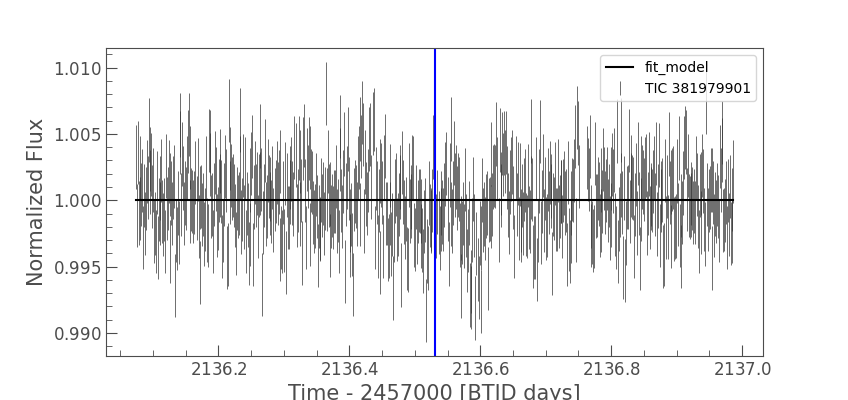 1.010
1.005
1.000
0.995
0.990
Normalized Flux
fit_model
TIC 381979901
2136.2 2136.4 2136.6 2136.8 2137.0
Time - 2457000 [BTJD days]